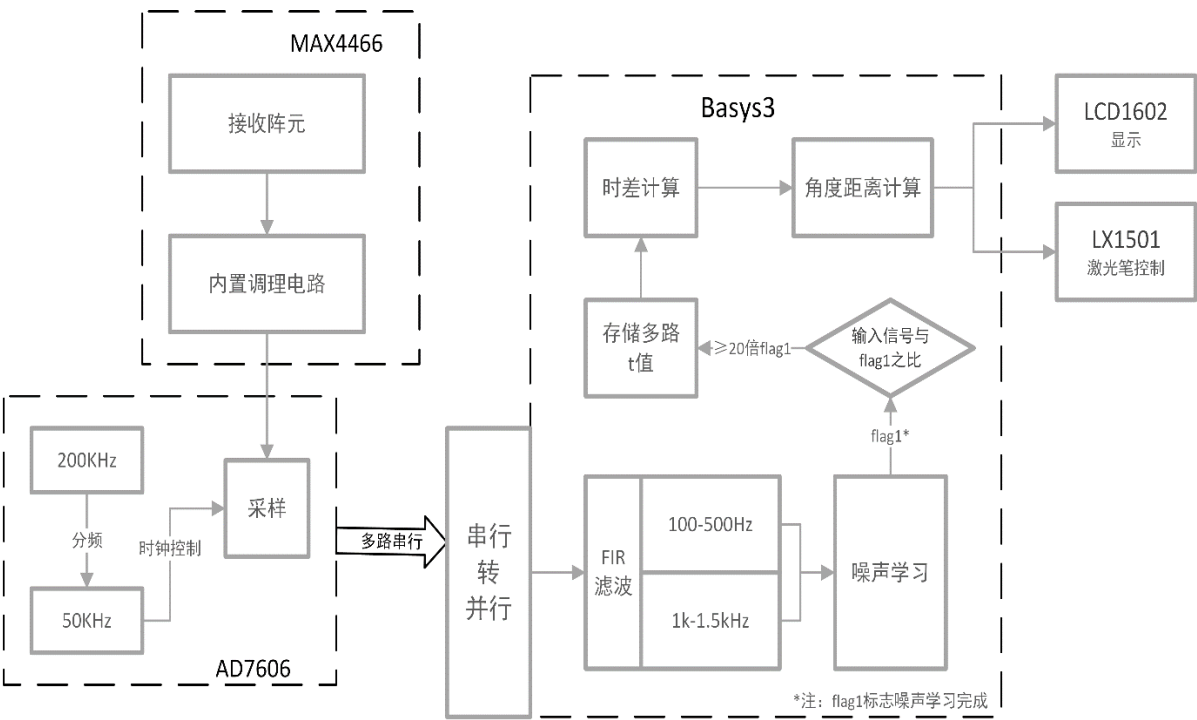 MAX4466
接收阵元
内置调理电路
200KHz
分频
50KHz
时钟控制
采样
AD7606
多路串行
串行
转
并行
Basys3
时差计算
角度距离计算
存储多路
t值
≥20倍flag1
输入信号与
flag1之比
flag1*
FIR
滤波
100-500Hz
1k-1.5kHz
噪声学习
*注：flag1标志噪声学习完成
LCD1602
显示
LX1501
激光笔控制